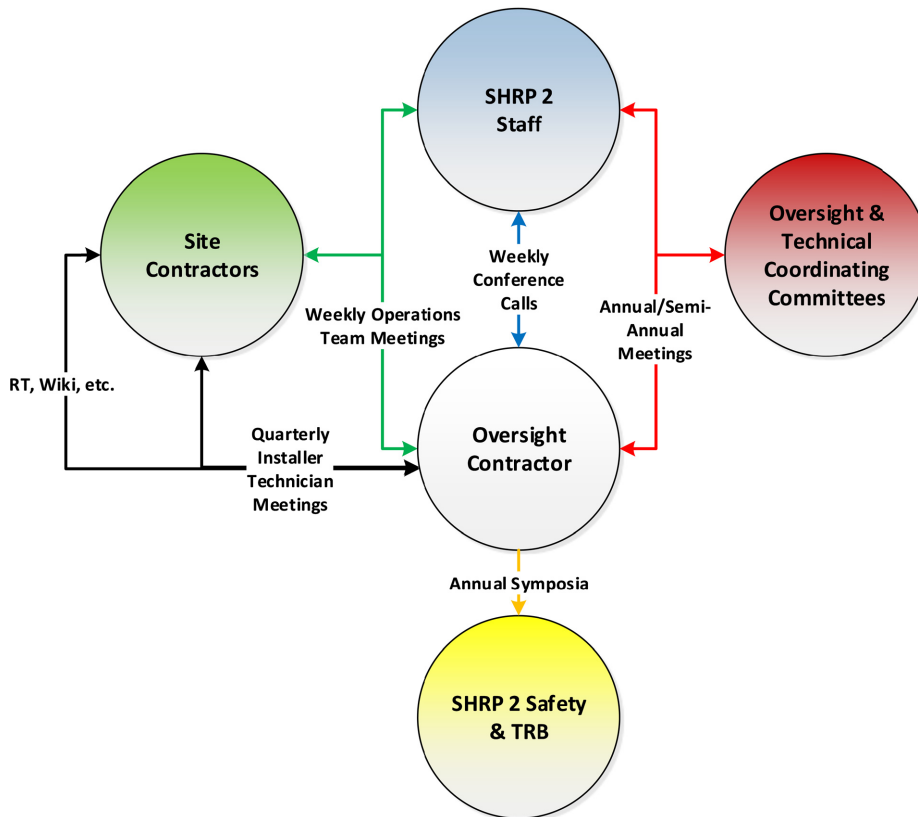 SHRP 2
Staff
Site
Contractors
Oversight &
Technical
Coordinating
Committees
Weekly
Conference
Calls
Weekly Operations
Team Meetings
Annual/Semi-
Annual
Meetings
RT, Wiki, etc.
Quarterly
Installer
Technician
Meetings
Oversight
Contractor
Annual Symposia
SHRP 2 Safety
& TRB